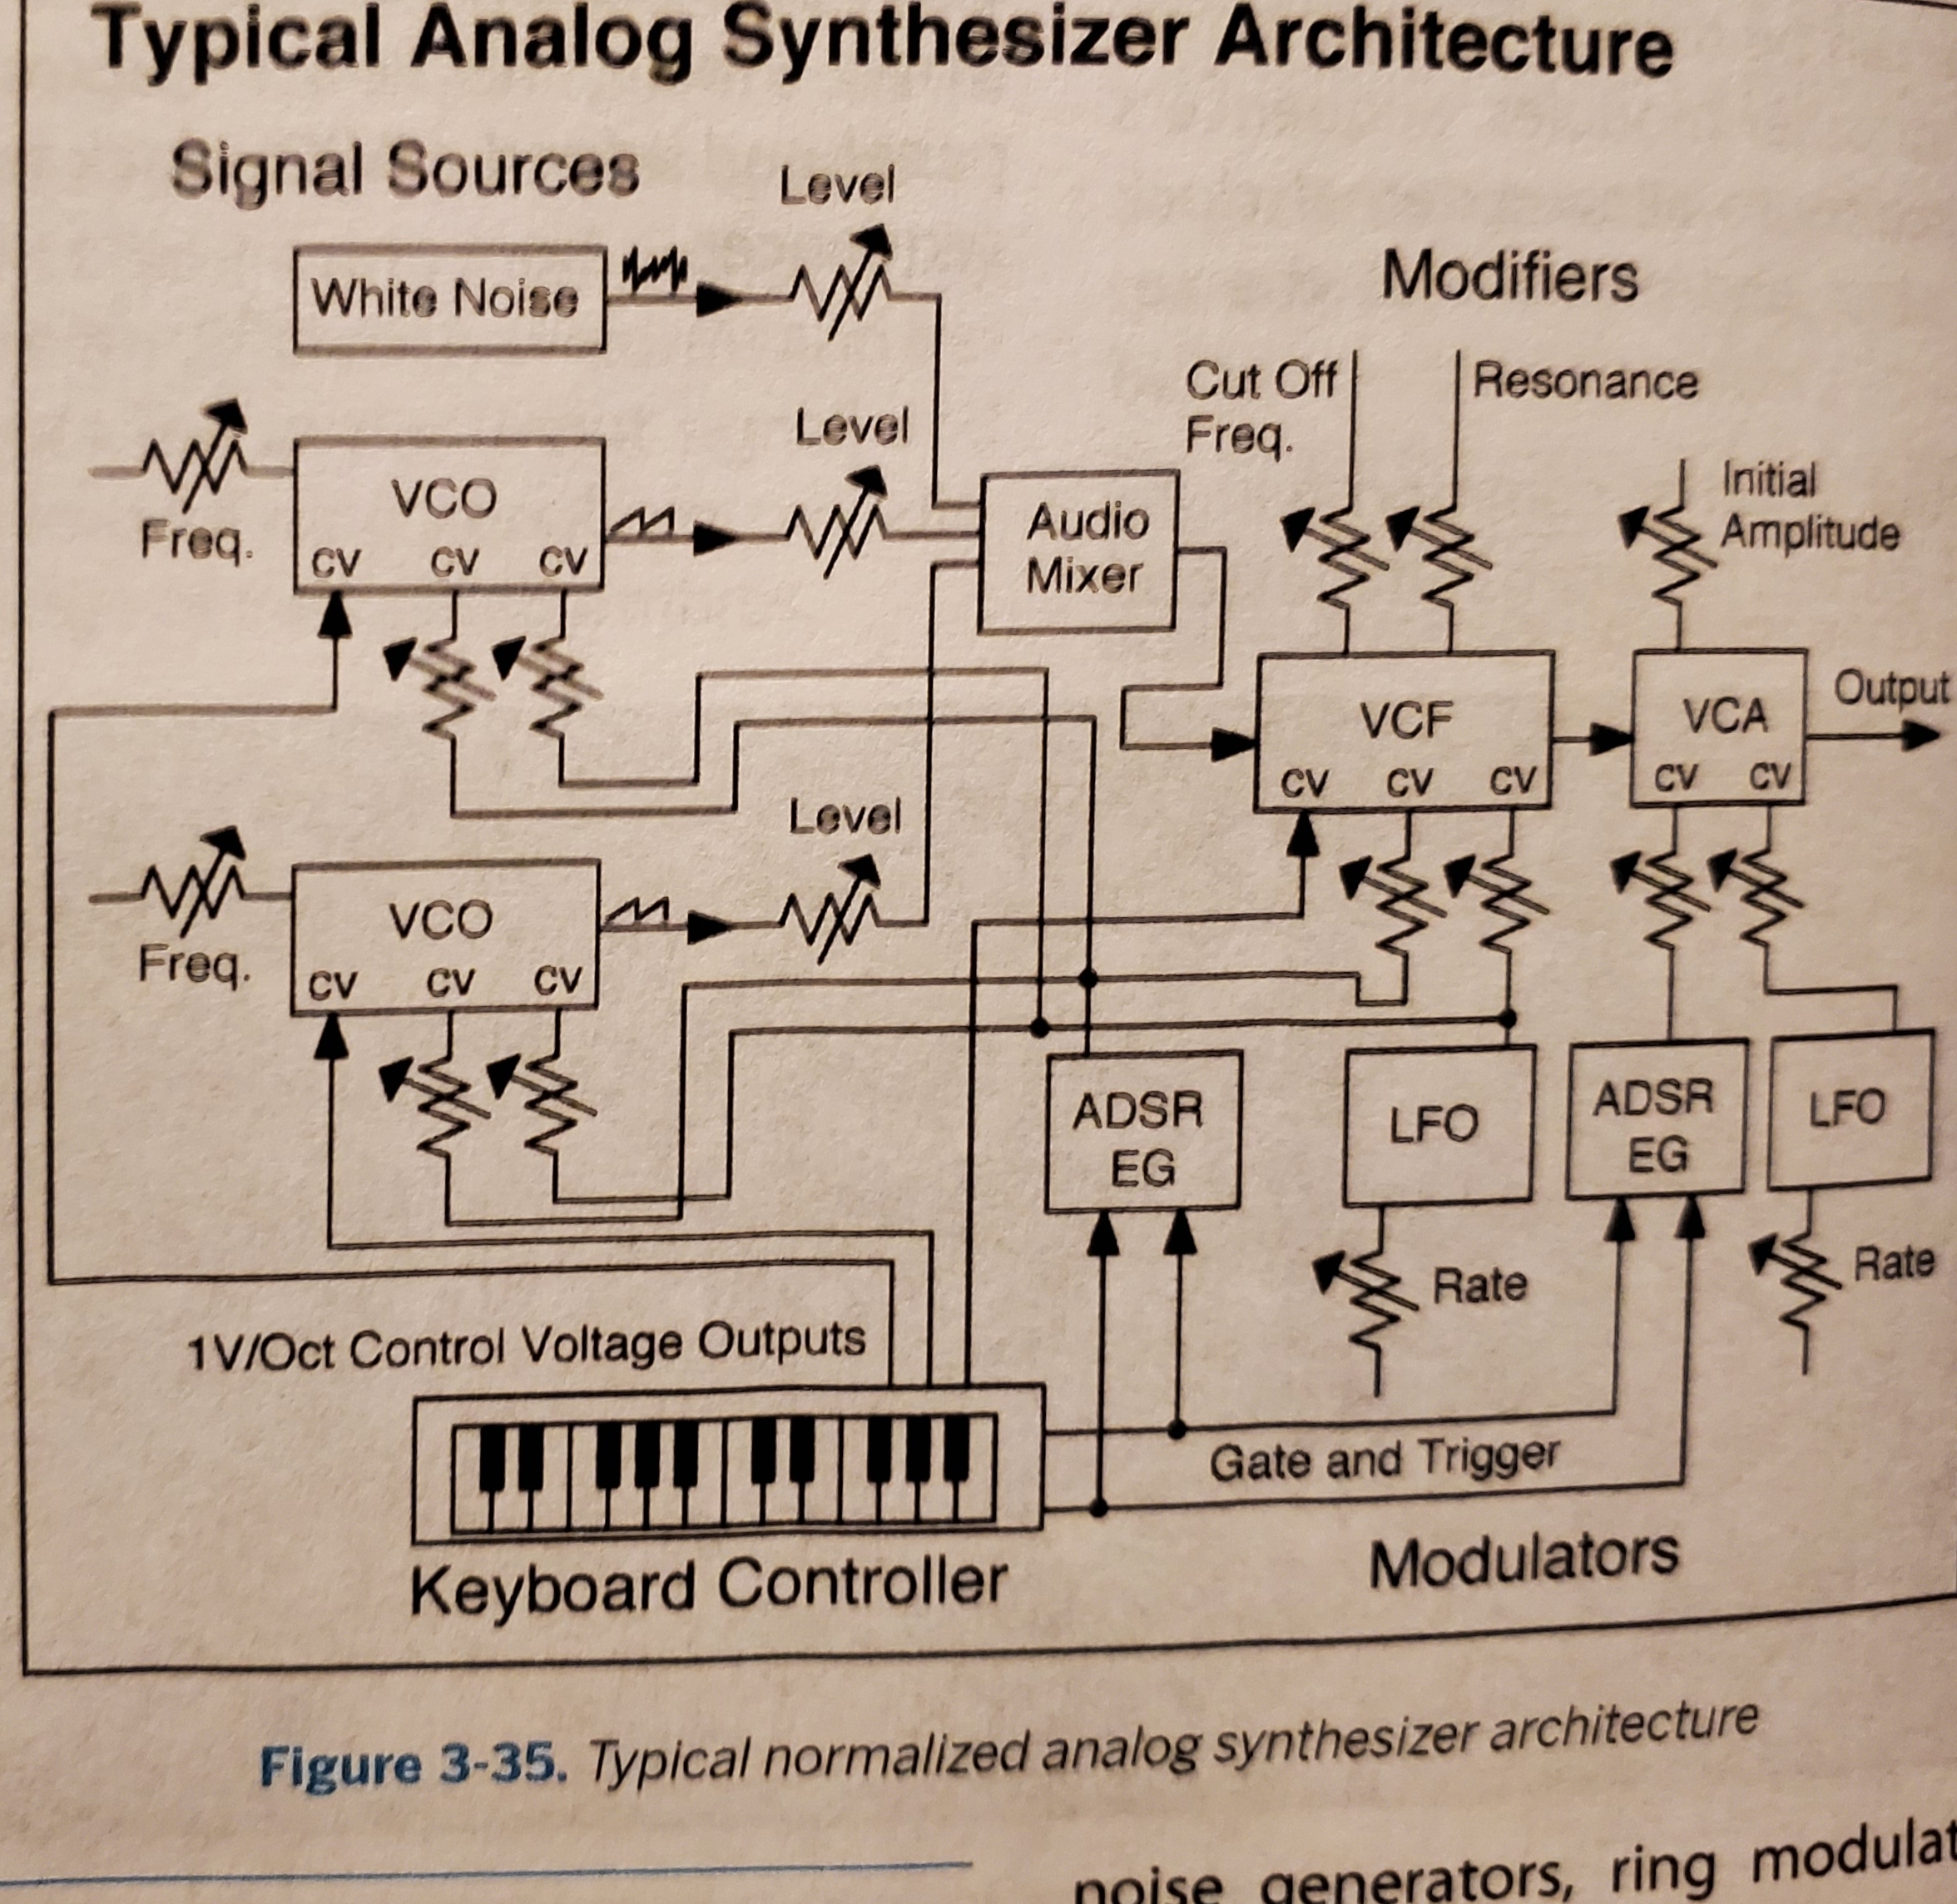 Typical Analog Synthesizer Architecture
Signal Sources
Level
White Noise
Modifiers
Cut Off
Freq.
Resonance
Level
VCO
CV CV CV
Freq.
Audio
Mixer
Initial
Amplitude
VCF
CV CV CV
VCA
CV CV
Output
Level
VCO
CV CV CV
Freq.
ADSR
EG
LFO
ADSR
EG
LFO
Rate
Rate
1V/Oct Control Voltage Outputs
Gate and Trigger
Keyboard Controller
Modulators
Figure 3-35. Typical normalized analog synthesizer architecture
noise generators, ring modulat